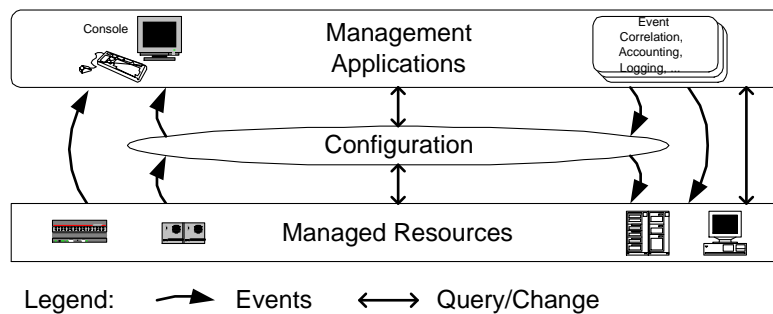 Console
Management
Applications
Event
Correlation,
Accounting,
Logging, ...
Configuration
Managed Resources
Legend: Events Query/Change